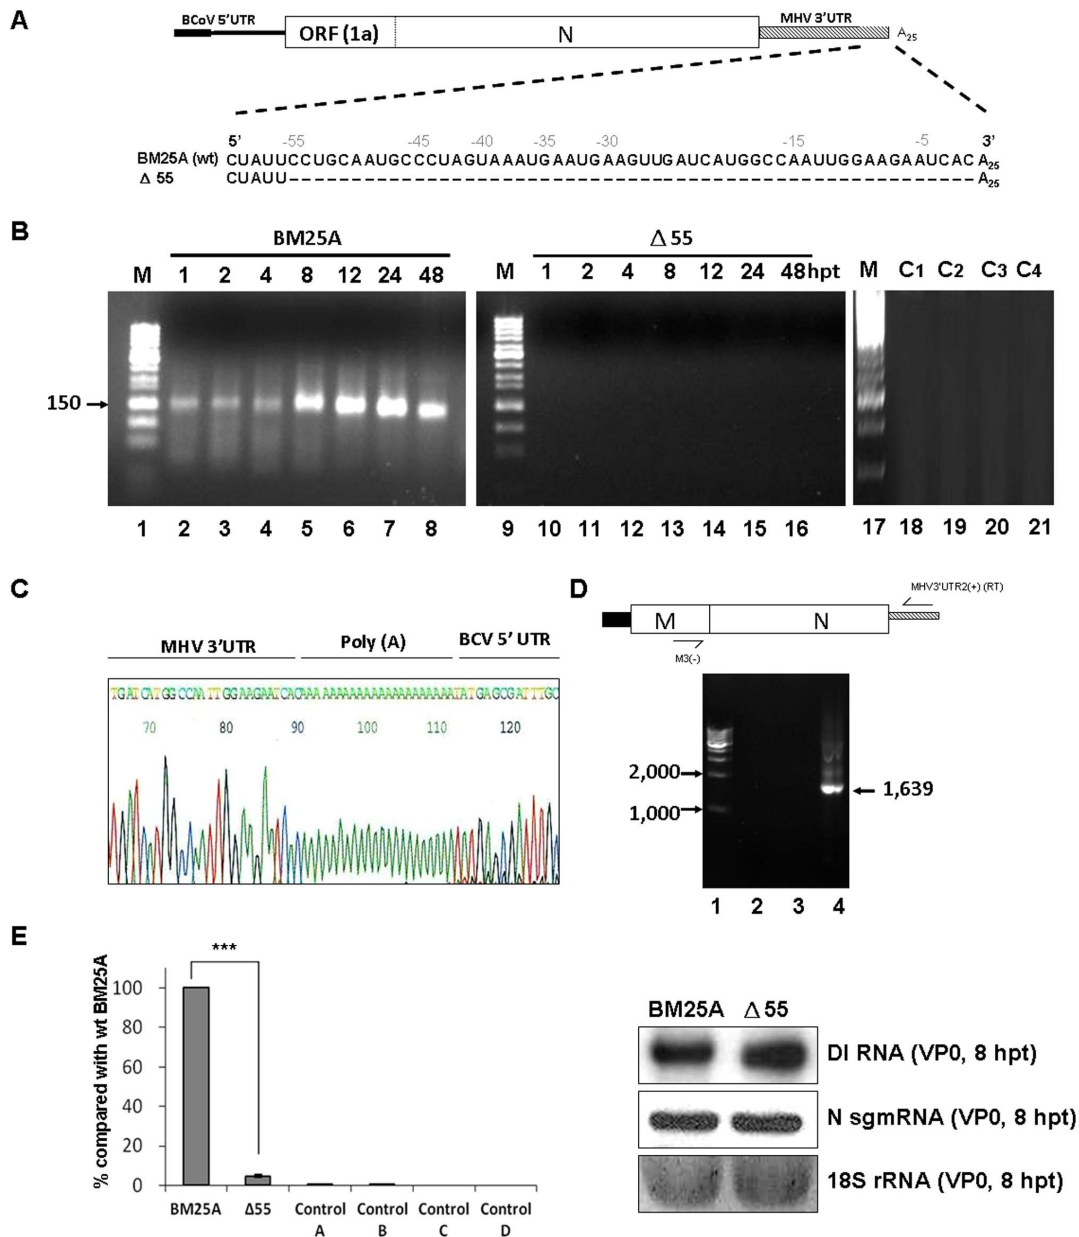 A
BCoV 5'UTR
MHV 3'UTR
ORF (1a)
N
A25
5'
-55
-45
-40
-35
-30
-15
-5
3'
BM25A (wt) CUAUUCCUGCAAUGCCCUAGUAAAUGAAUGAAGUUGAUCAUGGCCAAUUGGAAGAAUCAC A25
Δ 55 CUAUU------------------------------------------------------- A25
B
BM25A
Δ 55
M 1 2 4 8 12 24 48
M 1 2 4 8 12 24 48 hpt
M C1 C2 C3 C4
150
1 2 3 4 5 6 7 8
9 10 11 12 13 14 15 16
17 18 19 20 21
C
MHV 3'UTR
Poly (A)
BCV 5' UTR
TGATCATGGCCAATTGGAAGAATCACAAAAAAAAAAAAAAAAAAAAAAATATGAGCGATTTGC
70 80 90 100 110 120
D
MHV3'UTR2(+) (RT)
M
N
M3(-)
2,000
1,000
1,639
1 2 3 4
E
% compared with wt BM25A
***
100
80
60
40
20
0
BM25A
Δ55
Control A
Control B
Control C
Control D
BM25A Δ 55
DI RNA (VP0, 8 hpt)
N sgmRNA (VP0, 8 hpt)
18S rRNA (VP0, 8 hpt)